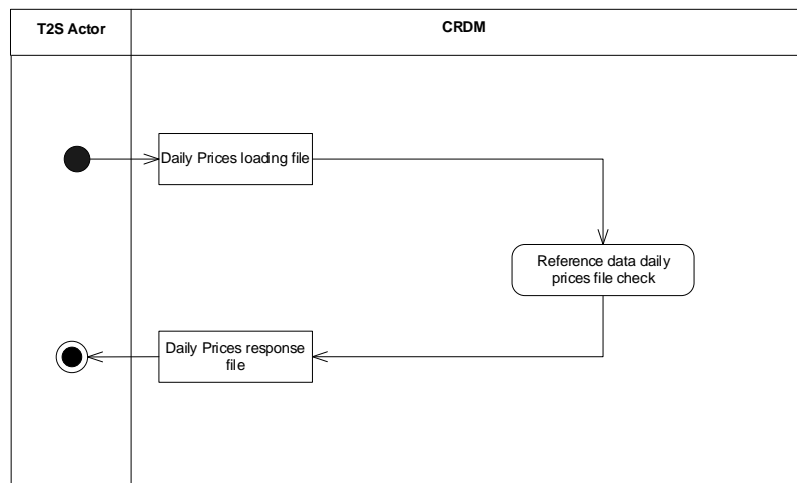 T2S Actor
CRDM
Daily Prices loading file
Reference data daily
prices file check
Daily Prices response
file